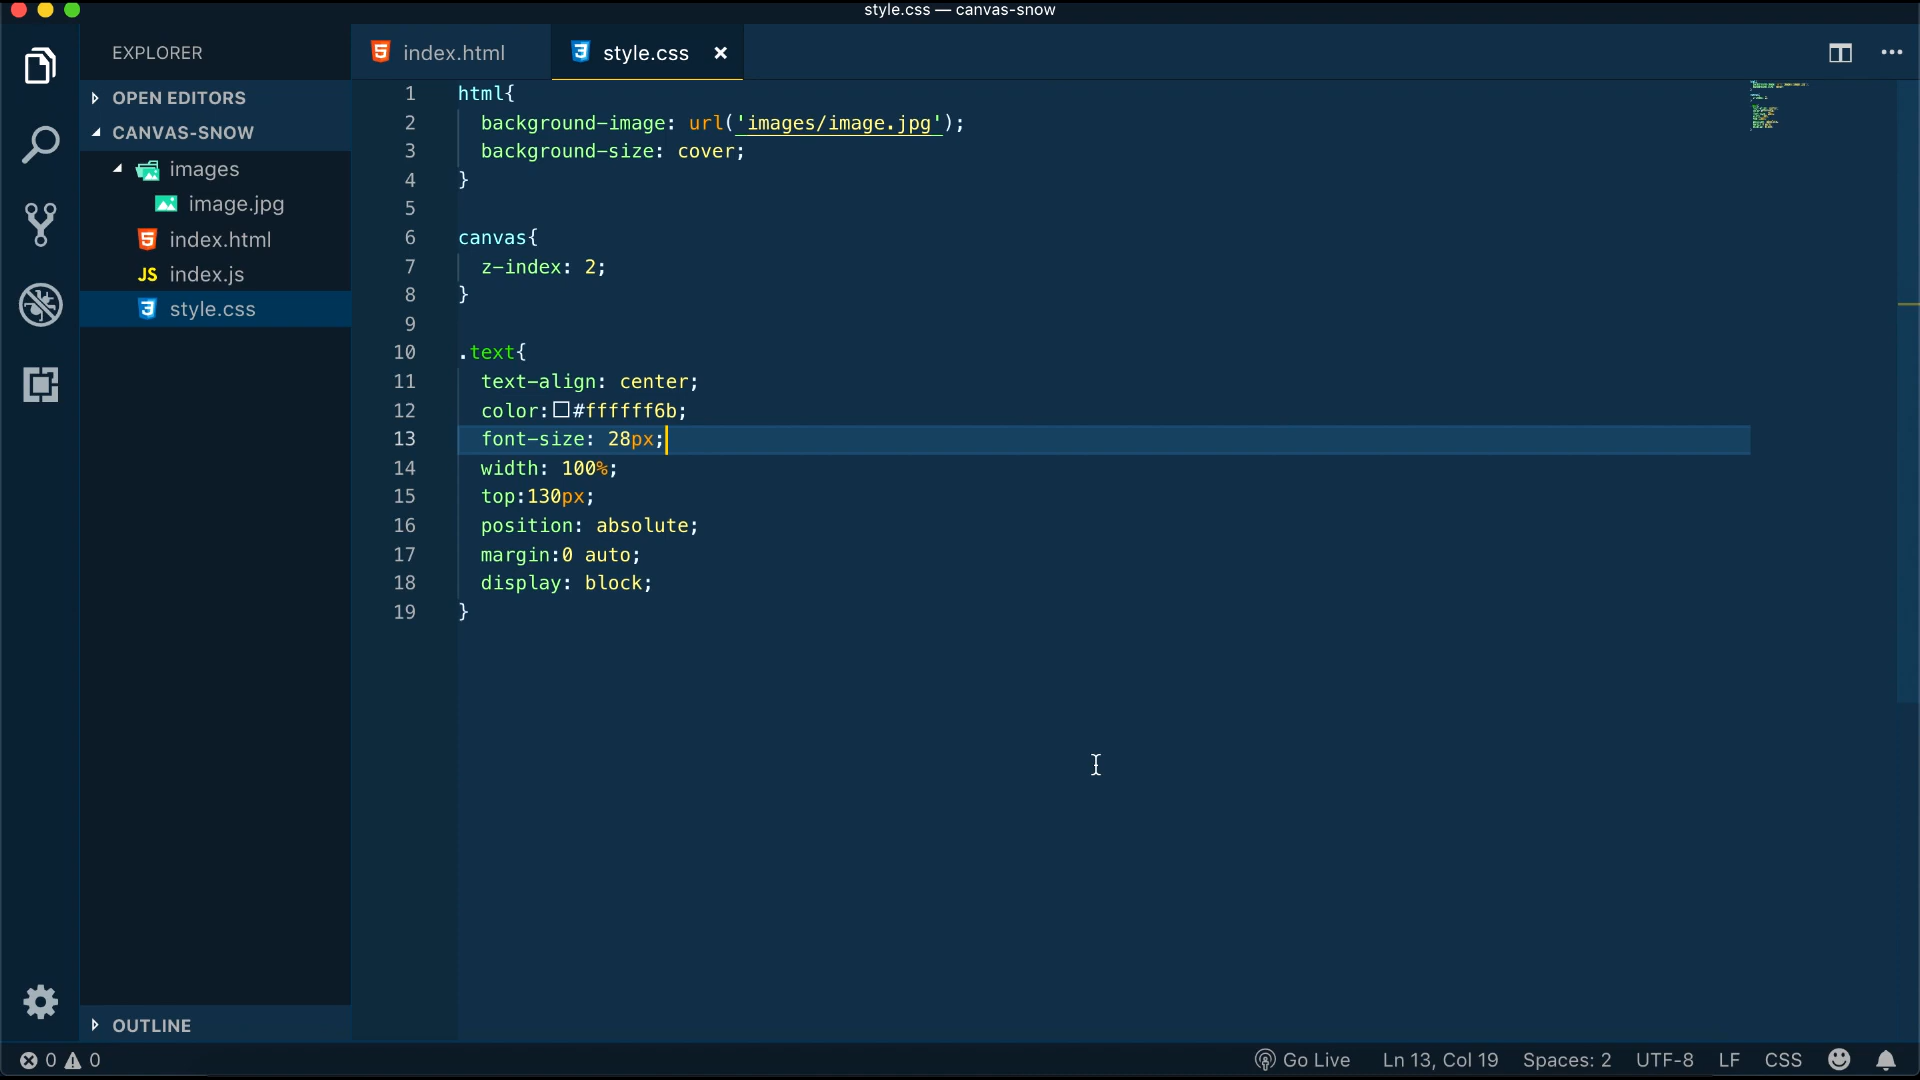 style.css — canvas-snow
EXPLORER
OPEN EDITORS
CANVAS-SNOW
images
image.jpg
index.html
JS index.js
style.css
OUTLINE
index.html
style.css
1 html{
2 background-image: url('images/image.jpg');
3 background-size: cover;
4 }
5
6 canvas{
7 z-index: 2;
8 }
9
10 .text{
11 text-align: center;
12 color:#ffffff6b;
13 font-size: 28px;
14 width: 100%;
15 top:130px;
16 position: absolute;
17 margin:0 auto;
18 display: block;
19 }
0 0
Go Live Ln 13, Col 19 Spaces: 2 UTF-8 LF CSS